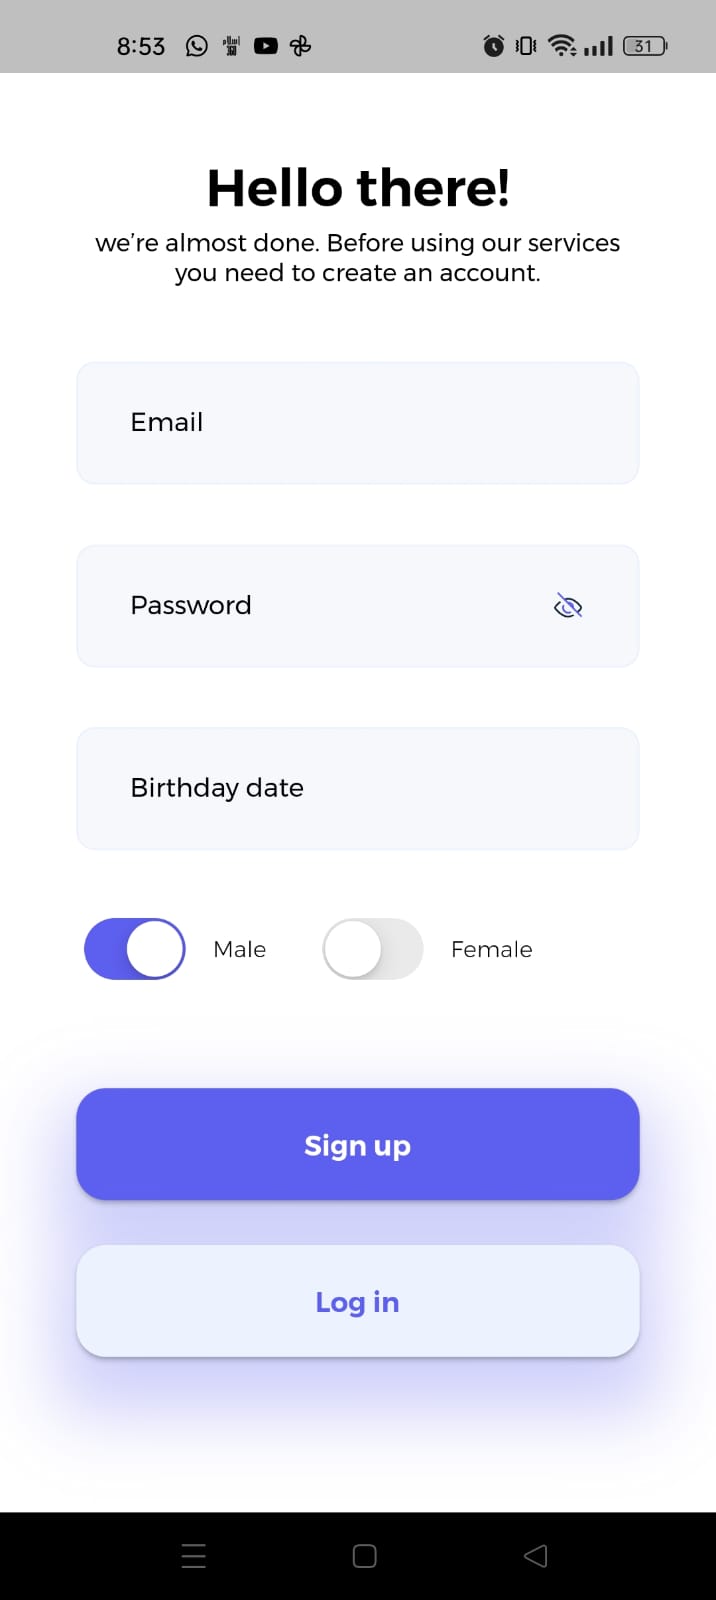 8:53
31
Hello there!
we’re almost done. Before using our services
you need to create an account.
Email
Password
Birthday date
Male Female
Sign up
Log in